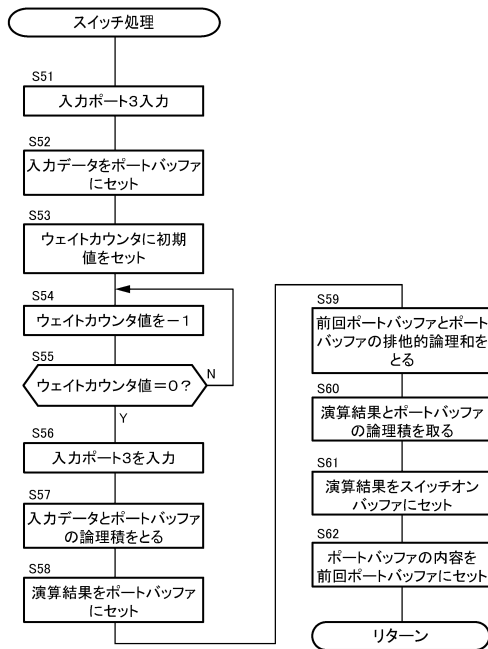 スイッチ処理
S51
入力ポート3入力
S52
入力データをポートバッファ
にセット
S53
ウェイトカウンタに初期
値をセット
S54
ウェイトカウンタ値を－1
S55
ウェイトカウンタ値＝0？
N
Y
S56
入力ポート3を入力
S57
入力データとポートバッファ
の論理積をとる
S58
演算結果をポートバッファ
にセット
S59
前回ポートバッファとポート
バッファの排他的論理和を
とる
S60
演算結果とポートバッファ
の論理積を取る
S61
演算結果をスイッチオン
バッファにセット
S62
ポートバッファの内容を
前回ポートバッファにセット
リターン